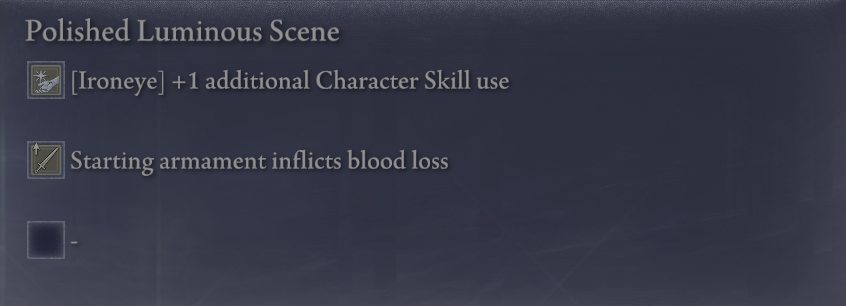 Polished Luminous Scene
[Ironeye] +1 additional Character Skill use
Starting armament inflicts blood loss
-